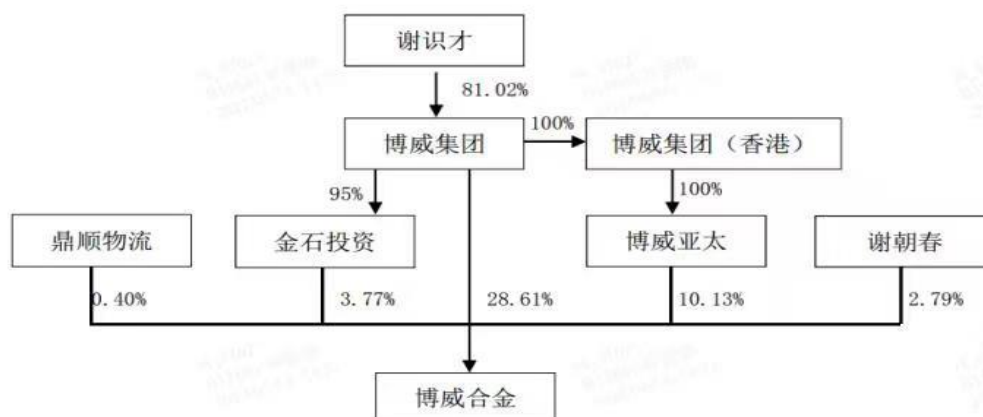 谢识才
81.02%
博威集团
100%
博威集团（香港）
95%
100%
鼎顺物流
金石投资
博威亚太
谢朝春
0.40%
3.77%
28.61%
10.13%
2.79%
博威合金